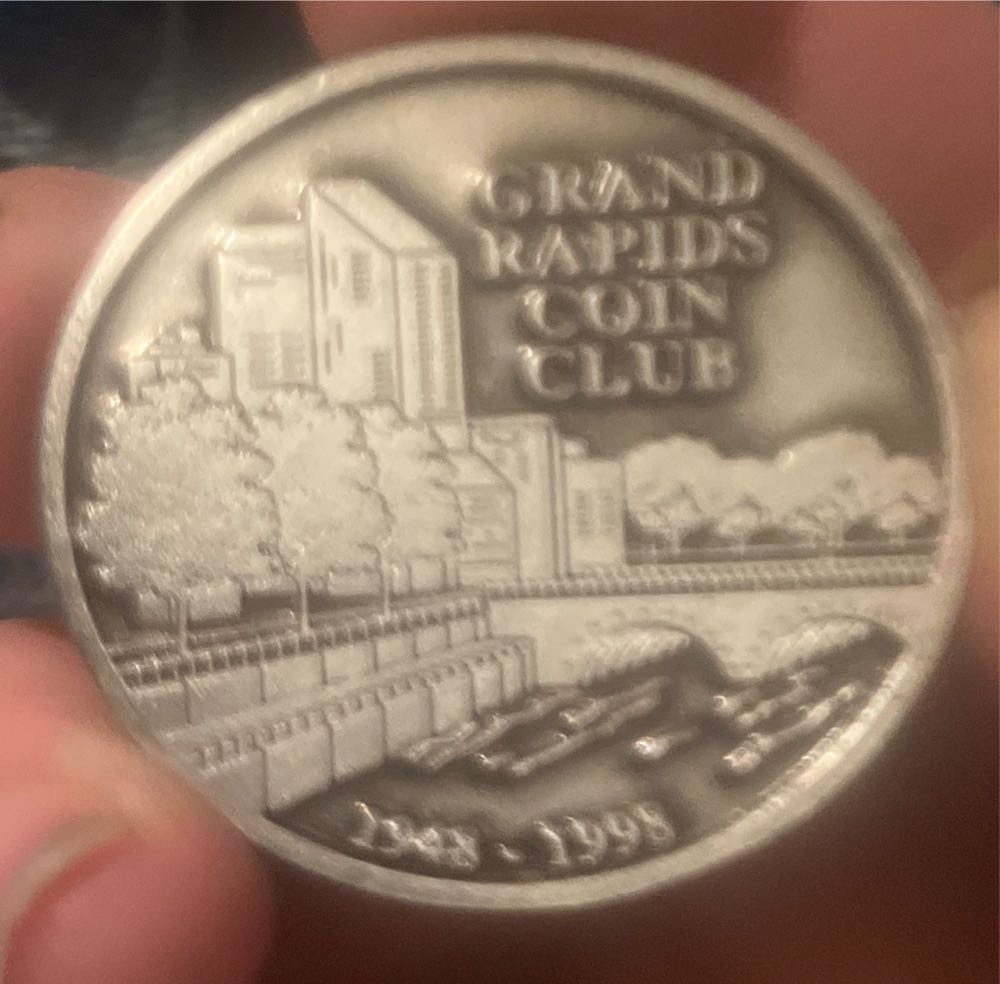 GRAND
RAPIDS
COIN
CLUB
1948 - 1998